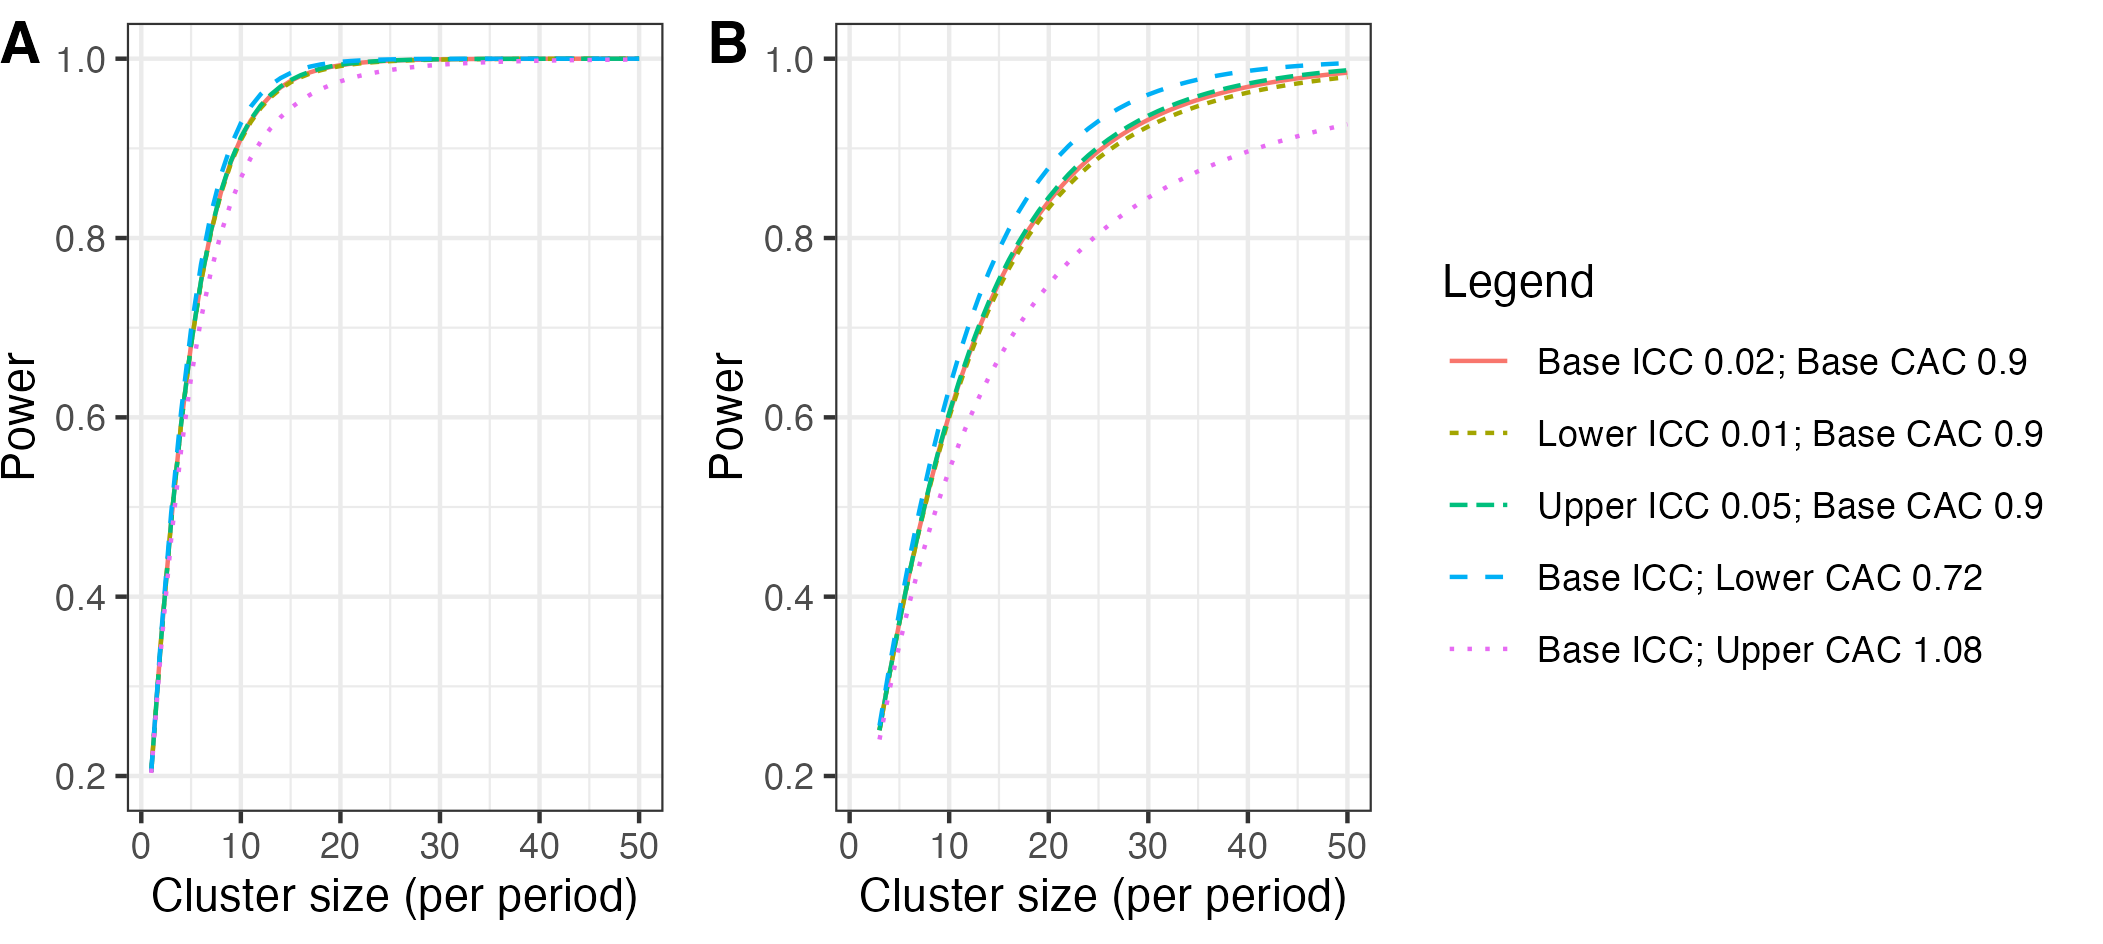 A
Power
1.0
0.8
0.6
0.4
0.2
0 10 20 30 40 50
Cluster size (per period)
B
Power
1.0
0.8
0.6
0.4
0.2
0 10 20 30 40 50
Cluster size (per period)
Legend
Base ICC 0.02; Base CAC 0.9
Lower ICC 0.01; Base CAC 0.9
Upper ICC 0.05; Base CAC 0.9
Base ICC; Lower CAC 0.72
Base ICC; Upper CAC 1.08